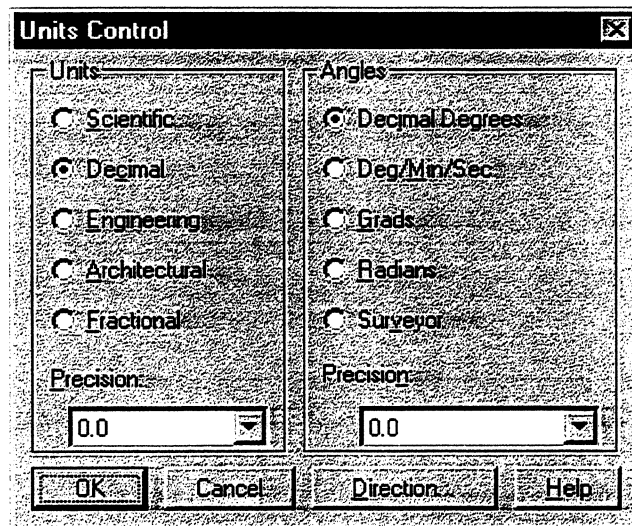 Units Control
Units
Scientific
Decimal
Engineering
Architectural
Fractional
Precision:
0.0
Angles
Decimal Degrees
Deg/Min/Sec
Grads
Radians
Surveyor
Precision:
0.0
OK
Cancel
Direction...
Help